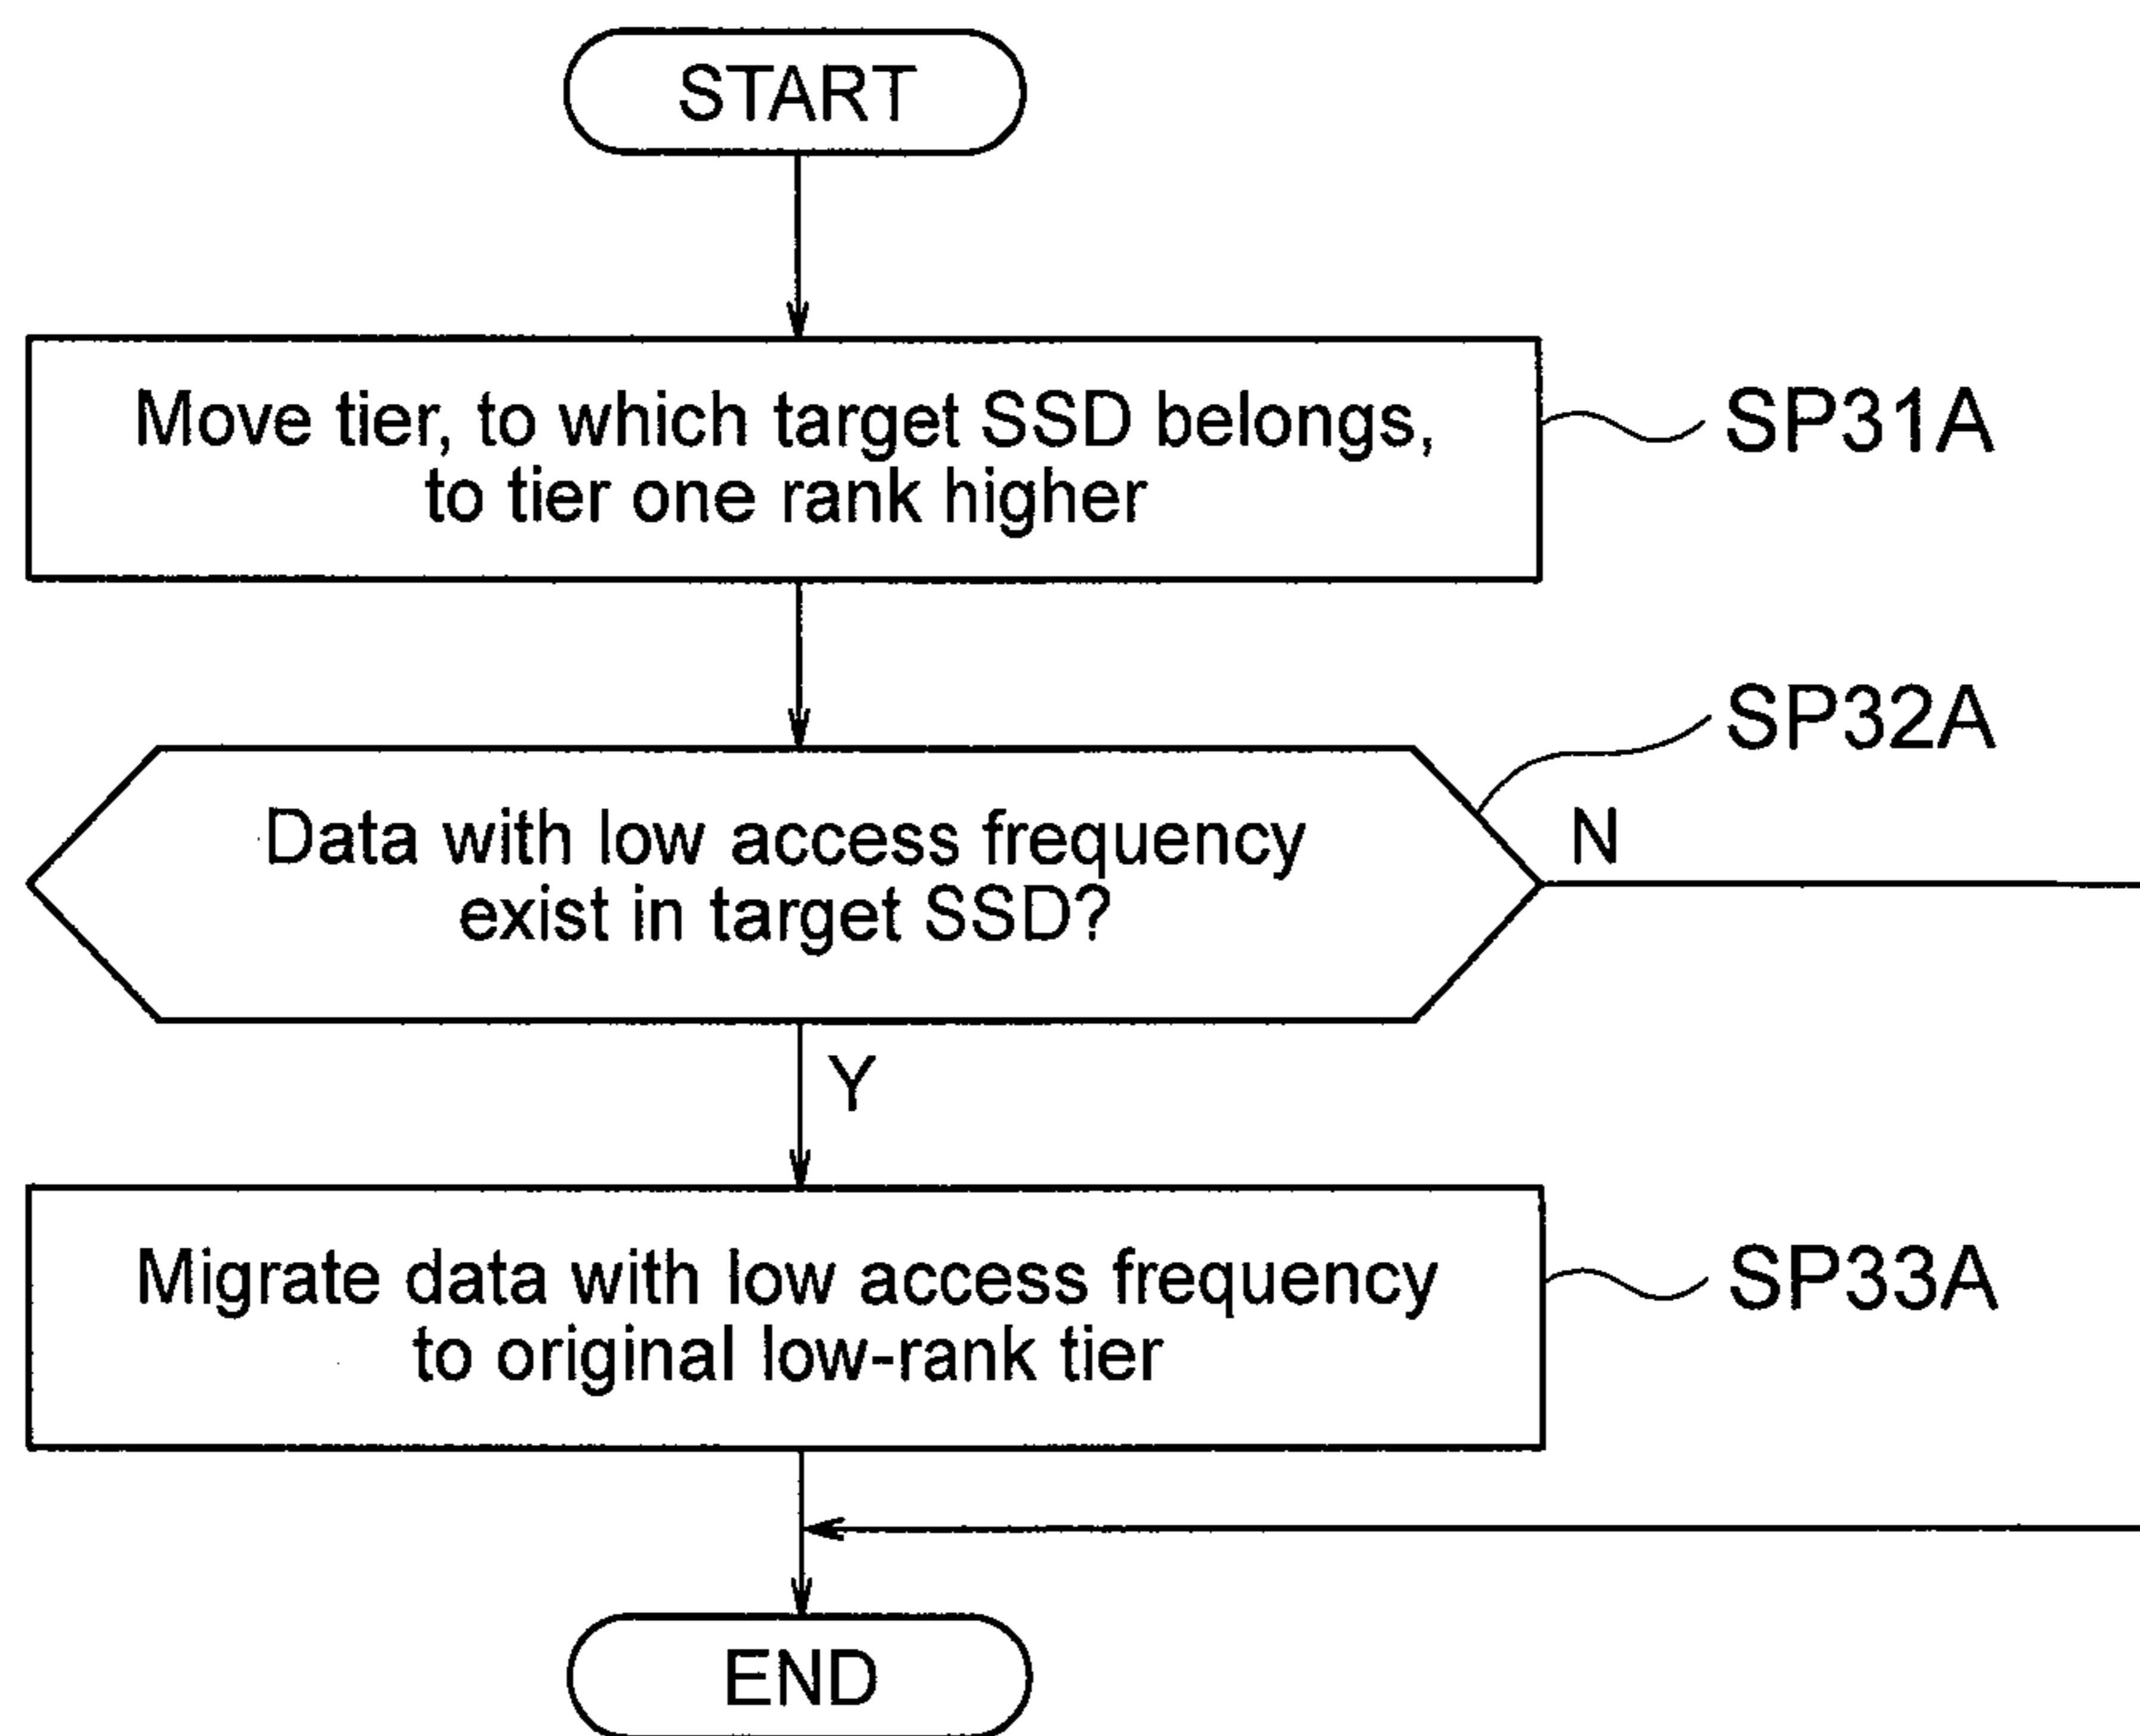 START
Move tier, to which target SSD belongs,
to tier one rank higher
SP31A
SP32A
Data with low access frequency
exist in target SSD?
N
Y
Migrate data with low access frequency
to original low-rank tier
SP33A
END